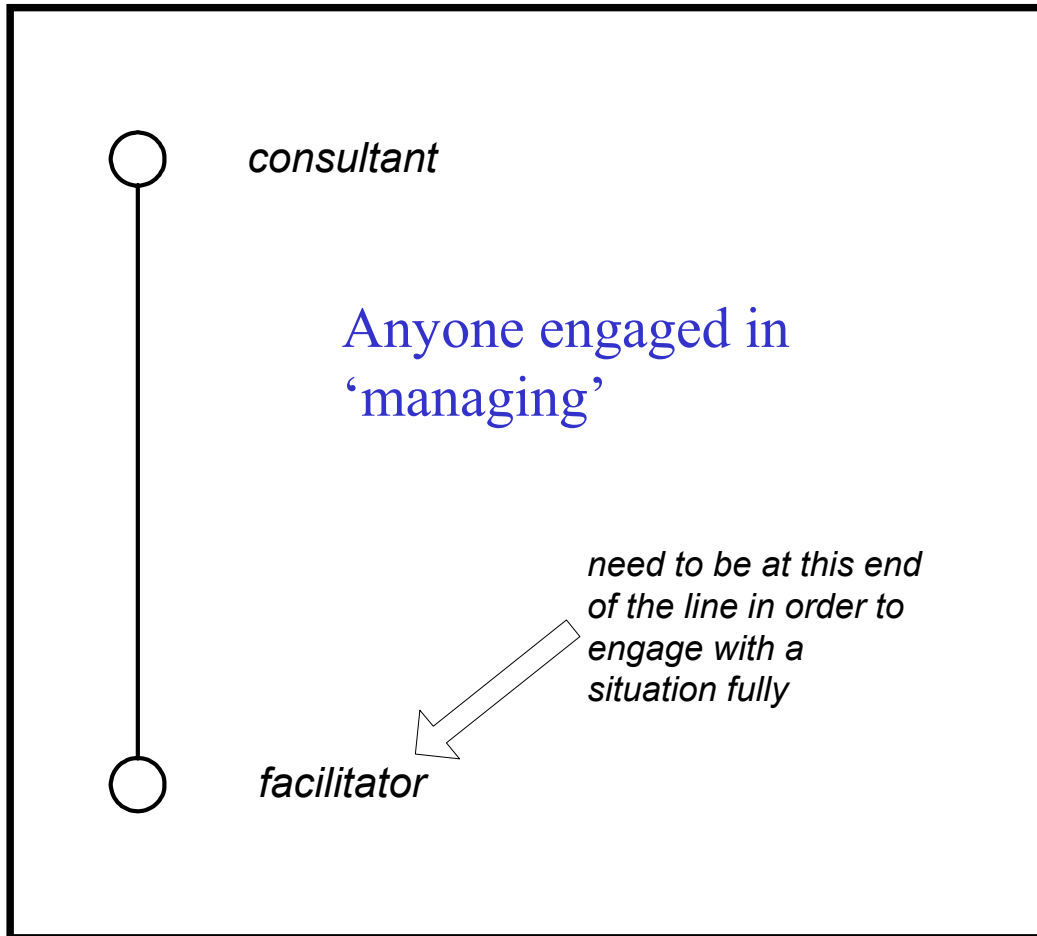 consultant
Anyone engaged in
‘managing’
need to be at this end
of the line in order to
engage with a
situation fully
facilitator